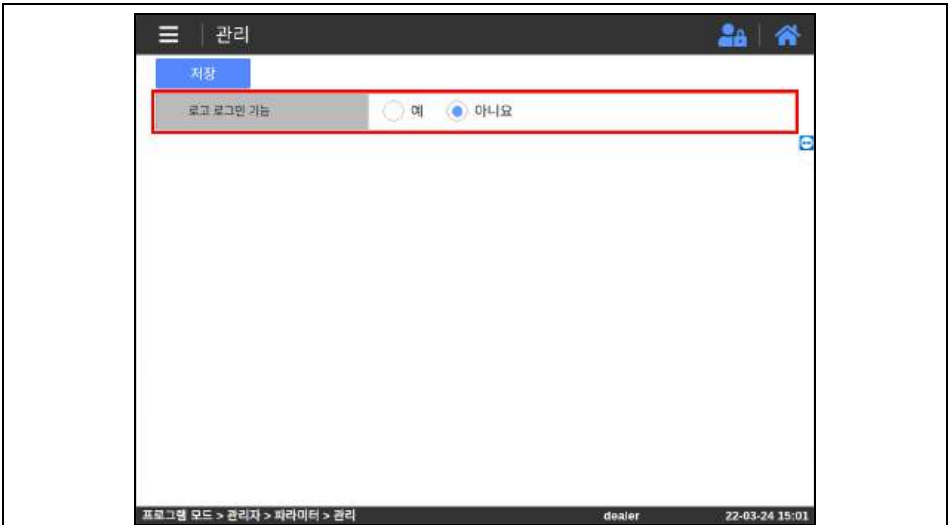 관리
저장
로고 로그인 기능
예 아니요
프로그램 모드 > 관리자 > 파라미터 > 관리 dealer 22-03-24 15:01